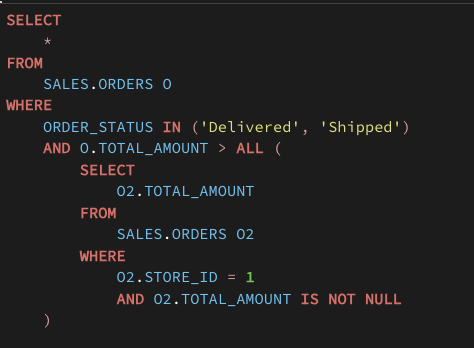 SELECT
*
FROM
SALES.ORDERS O
WHERE
ORDER_STATUS IN ('Delivered', 'Shipped')
AND O.TOTAL_AMOUNT > ALL (
SELECT
O2.TOTAL_AMOUNT
FROM
SALES.ORDERS O2
WHERE
O2.STORE_ID = 1
AND O2.TOTAL_AMOUNT IS NOT NULL
)